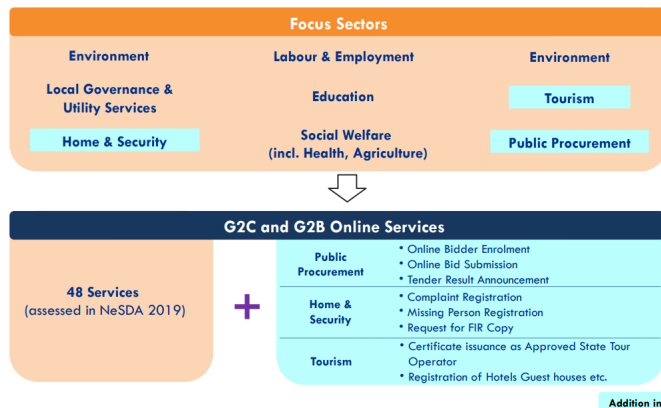 Focus Sectors
Environment
Labour & Employment
Environment
Local Governance &
Utility Services
Education
Tourism
Home & Security
Social Welfare
(incl. Health, Agriculture)
Public Procurement
G2C and G2B Online Services
48 Services
(assessed in NeSDA 2019)
+
Public
Procurement
• Online Bidder Enrolment
• Online Bid Submission
• Tender Result Announcement
Home &
Security
• Complaint Registration
• Missing Person Registration
• Request for FIR Copy
Tourism
• Certificate issuance as Approved State Tour
Operator
• Registration of Hotels Guest houses etc.
Addition in